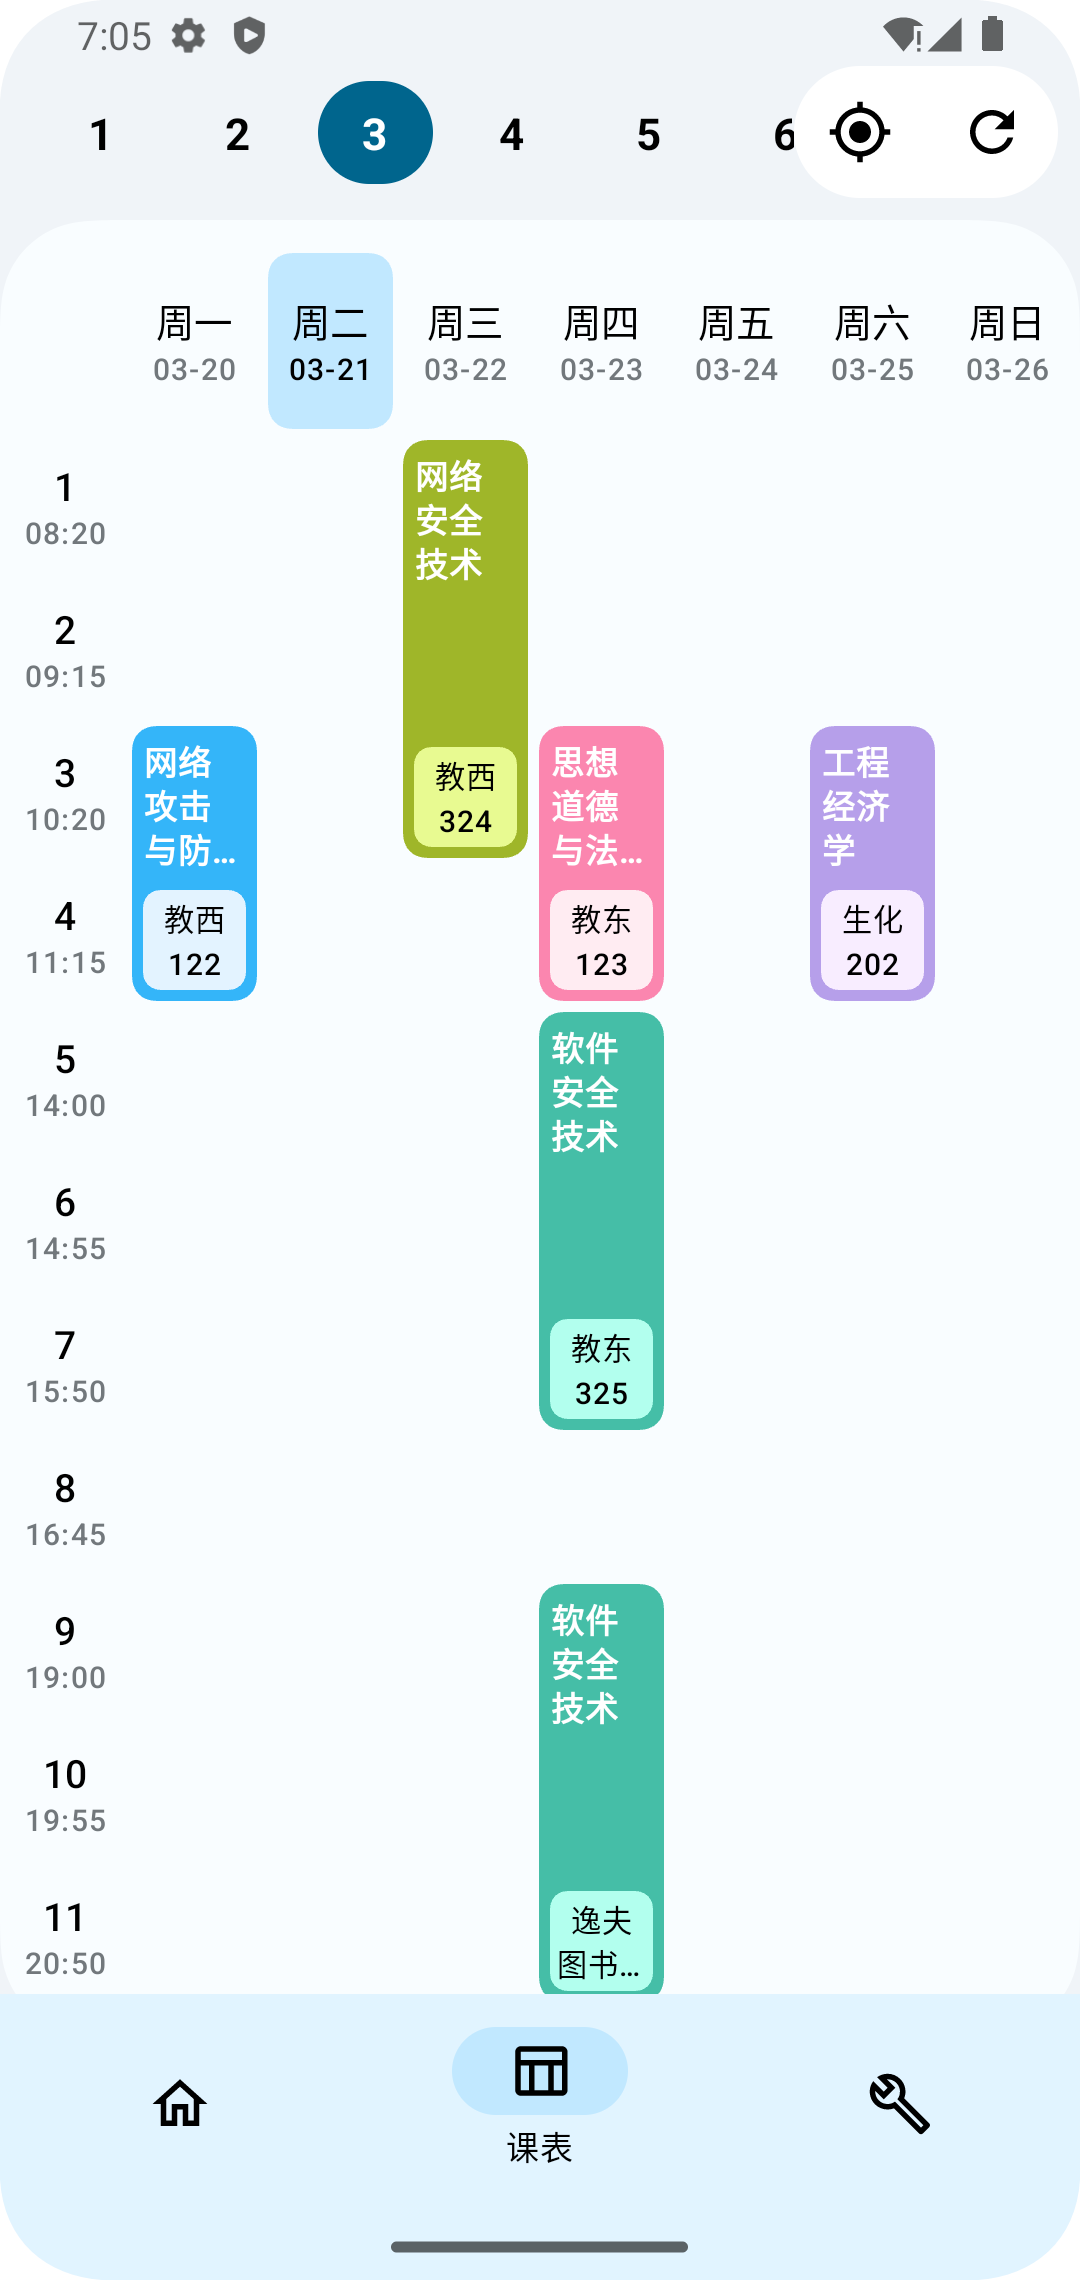 7:05
1 2 3 4 5 6
周一 周二 周三 周四 周五 周六 周日
03-20 03-21 03-22 03-23 03-24 03-25 03-26
1
08:20
2
09:15
3
10:20
4
11:15
5
14:00
6
14:55
7
15:50
8
16:45
9
19:00
10
19:55
11
20:50
网络
攻击
与防...
教西
122
网络
安全
技术
教西
324
思想
道德
与法...
教东
123
软件
安全
技术
教东
325
软件
安全
技术
逸夫
图书...
工程
经济
学
生化
202
课表